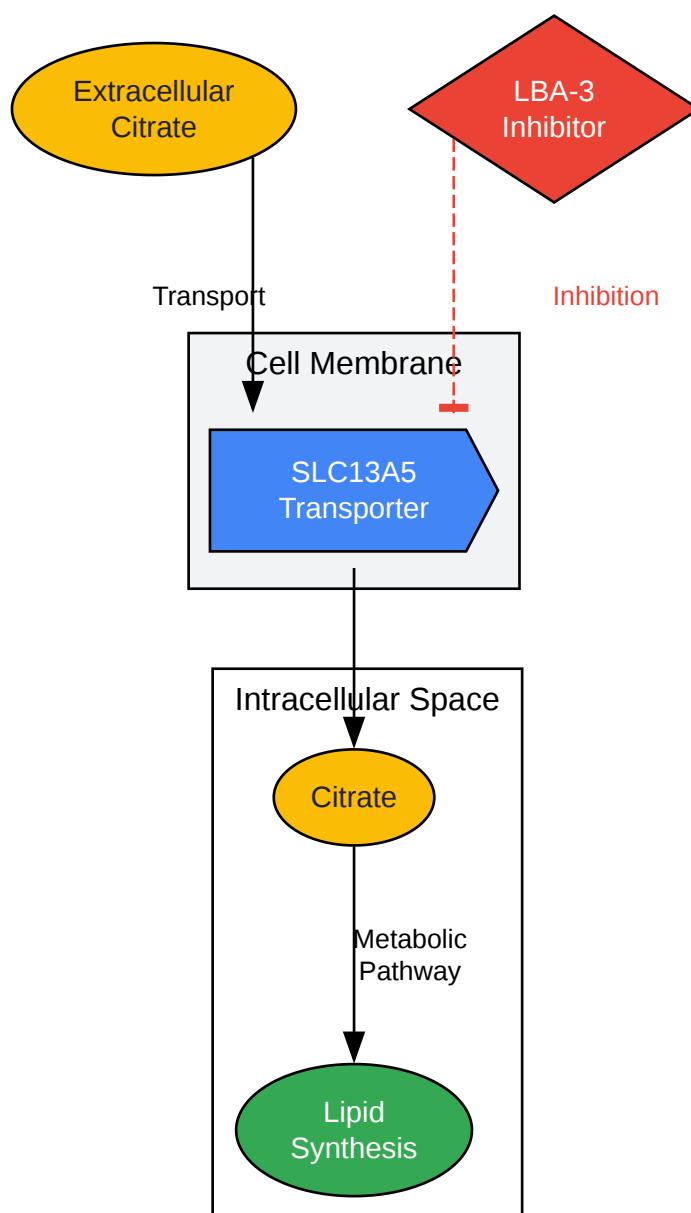 Extracellular
Citrate
LBA-3
Inhibitor
Transport
Inhibition
Cell Membrane
SLC13A5
Transporter
Intracellular Space
Citrate
Metabolic
Pathway
Lipid
Synthesis